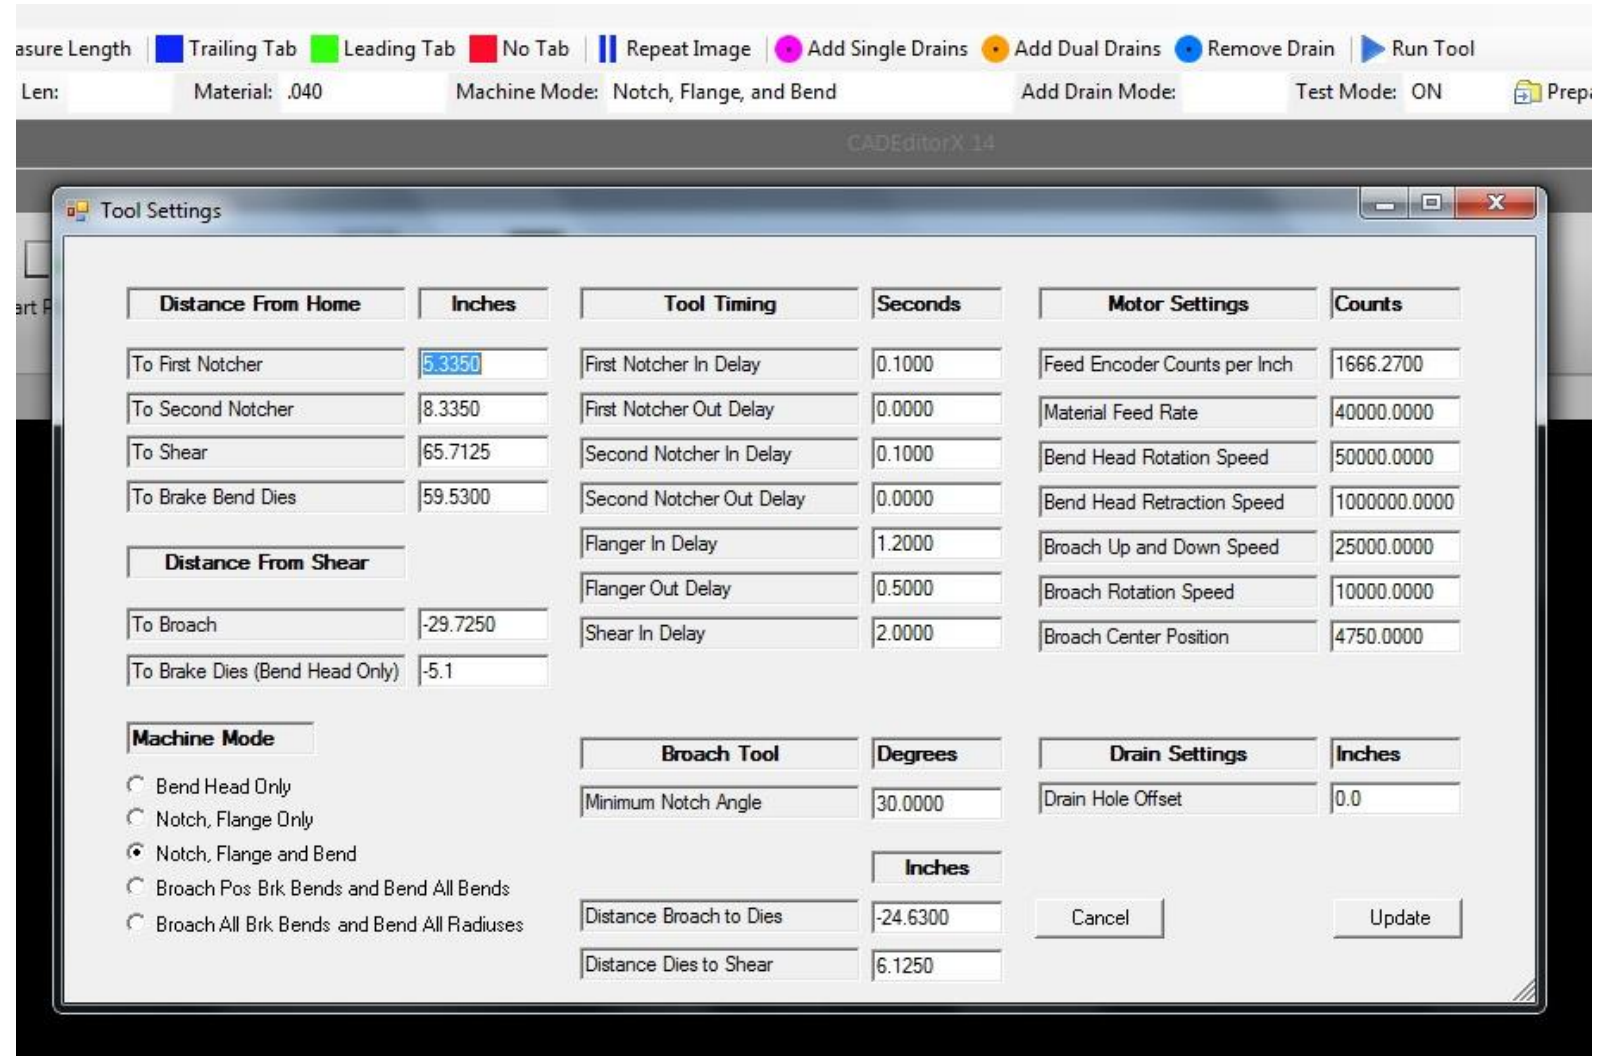 asure Length Trailing Tab Leading Tab No Tab Repeat Image Add Single Drains Add Dual Drains Remove Drain Run Tool
Len: Material: .040 Machine Mode: Notch, Flange, and Bend Add Drain Mode: Test Mode: ON Prepa
CADEditorX 14
Tool Settings
art P
Distance From Home Inches
To First Notcher 5.3350
To Second Notcher 8.3350
To Shear 65.7125
To Brake Bend Dies 59.5300
Distance From Shear
To Broach -29.7250
To Brake Dies (Bend Head Only) -5.1
Machine Mode
Bend Head Only
Notch, Flange Only
Notch, Flange and Bend
Broach Pos Brk Bends and Bend All Bends
Broach All Brk Bends and Bend All Radiuses
Tool Timing Seconds
First Notcher In Delay 0.1000
First Notcher Out Delay 0.0000
Second Notcher In Delay 0.1000
Second Notcher Out Delay 0.0000
Flanger In Delay 1.2000
Flanger Out Delay 0.5000
Shear In Delay 2.0000
Broach Tool Degrees
Minimum Notch Angle 30.0000
Inches
Distance Broach to Dies -24.6300
Distance Dies to Shear 6.1250
Motor Settings Counts
Feed Encoder Counts per Inch 1666.2700
Material Feed Rate 40000.0000
Bend Head Rotation Speed 50000.0000
Bend Head Retraction Speed 1000000.0000
Broach Up and Down Speed 25000.0000
Broach Rotation Speed 10000.0000
Broach Center Position 4750.0000
Drain Settings Inches
Drain Hole Offset 0.0
Cancel Update